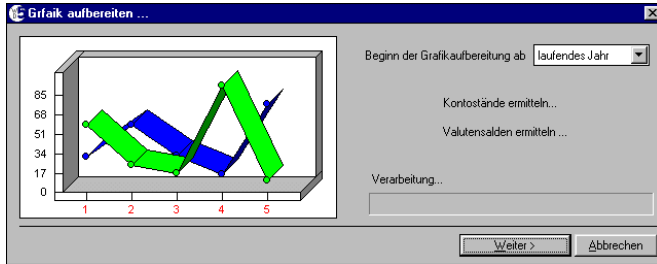 Grfaik aufbereiten ...
Beginn der Grafikaufbereitung ab laufendes Jahr
85
68
51
34
17
0
1 2 3 4 5
Kontostände ermitteln...
Valutensalden ermitteln ...
Verarbeitung...
Weiter > Abbrechen